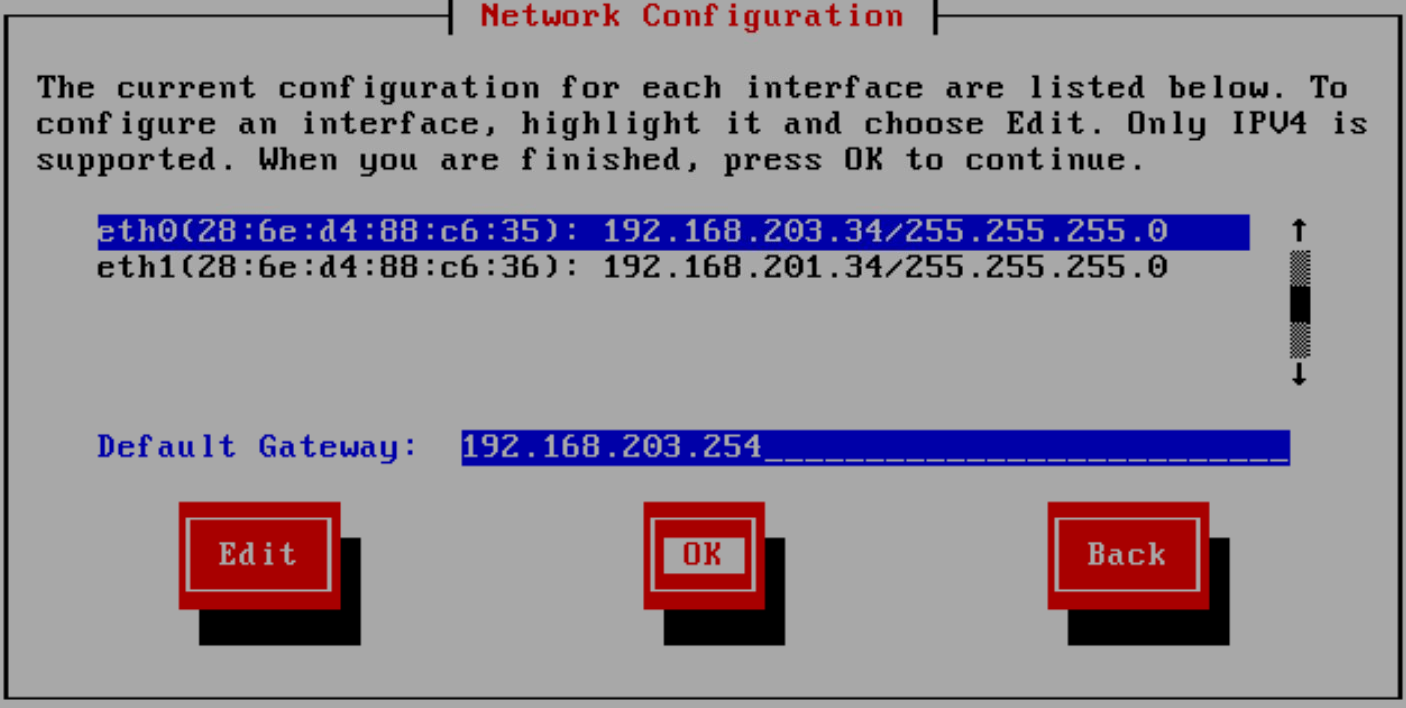 Network Configuration
The current configuration for each interface are listed below. To
configure an interface, highlight it and choose Edit. Only IPV4 is
supported. When you are finished, press OK to continue.
eth0(28:6e:d4:88:c6:35): 192.168.203.34/255.255.255.0
eth1(28:6e:d4:88:c6:36): 192.168.201.34/255.255.255.0
Default Gateway: 192.168.203.254__________________________
Edit OK Back